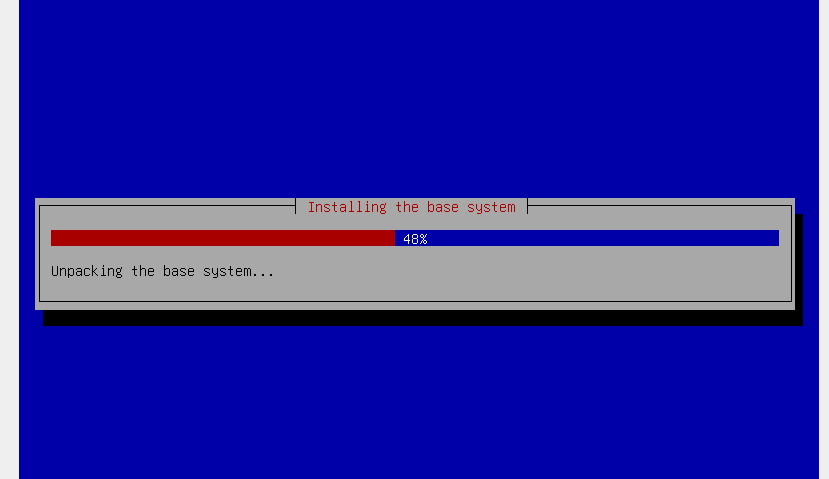 Installing the base system
48%
Unpacking the base system...